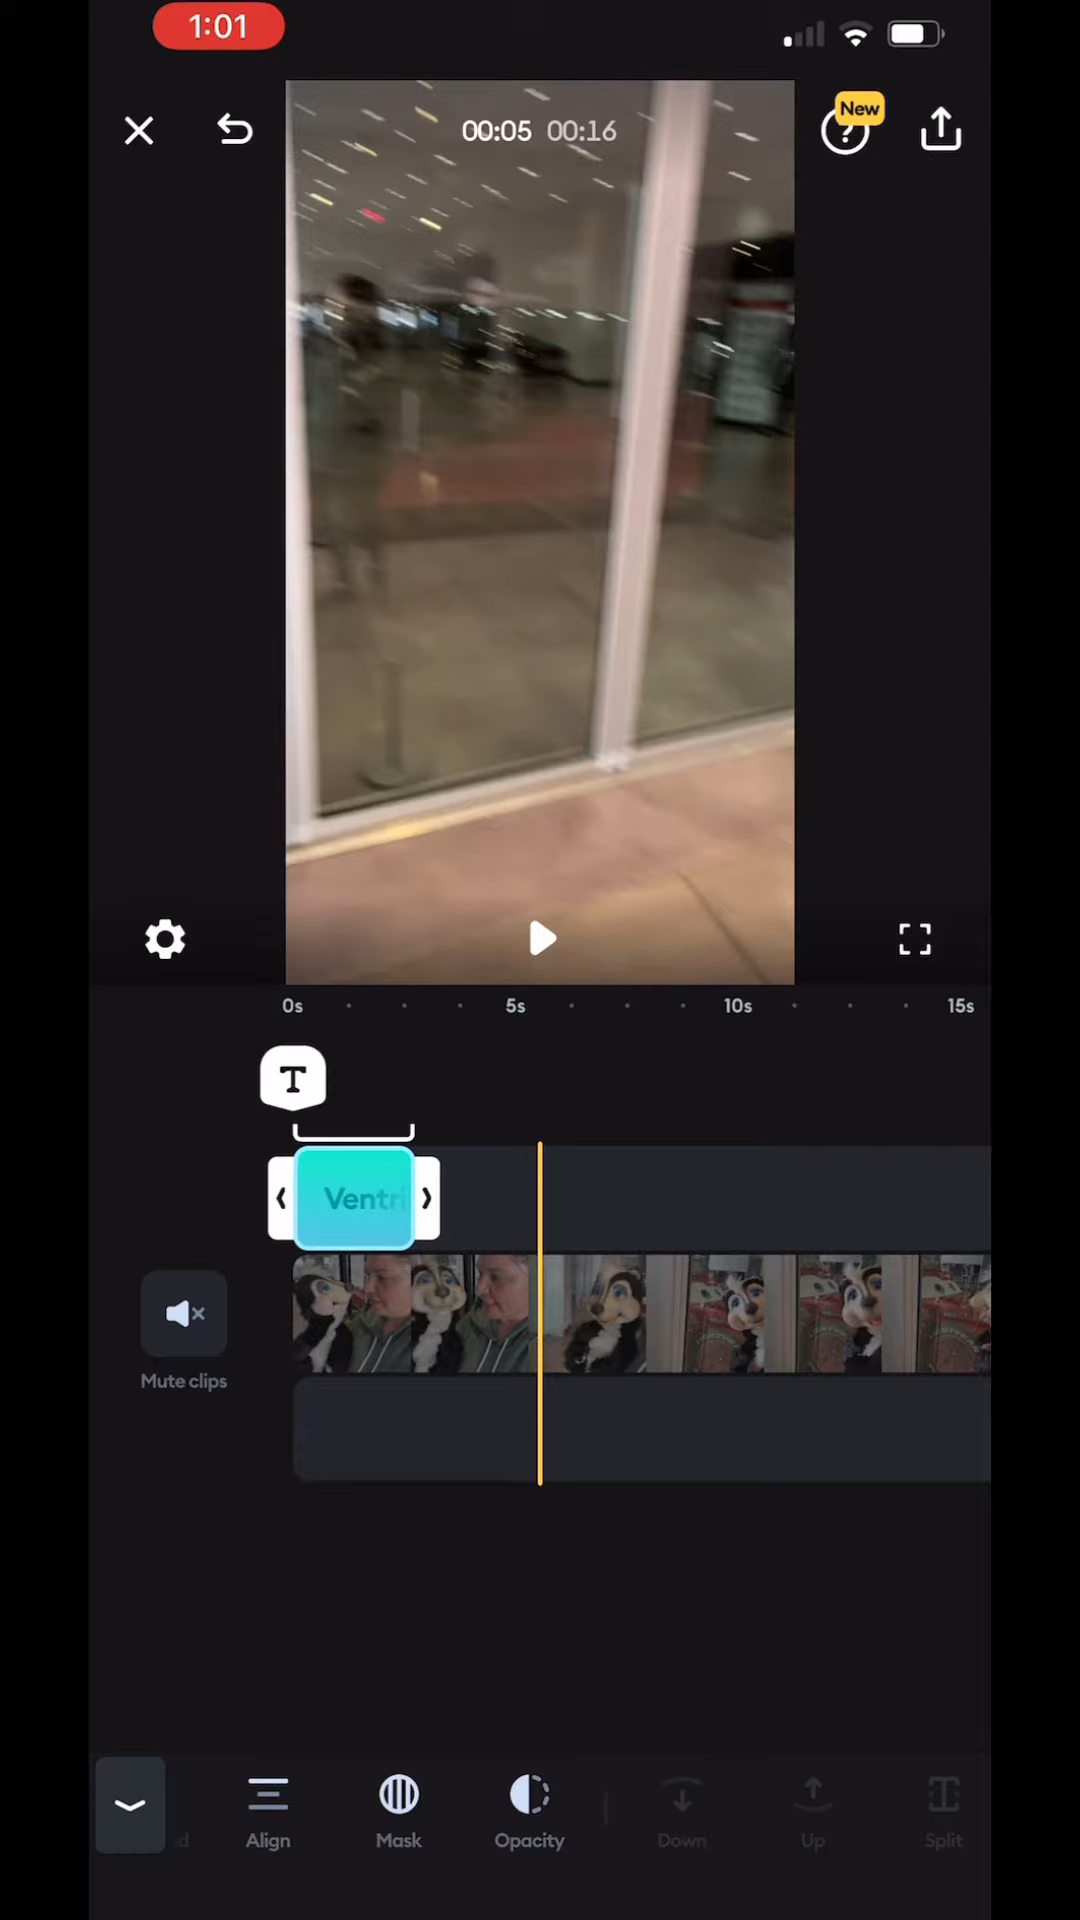 1:01
New
00:05 00:16
?
0s 5s 10s 15s
T
Ventri
Mute clips
d Align Mask Opacity Down Up Split